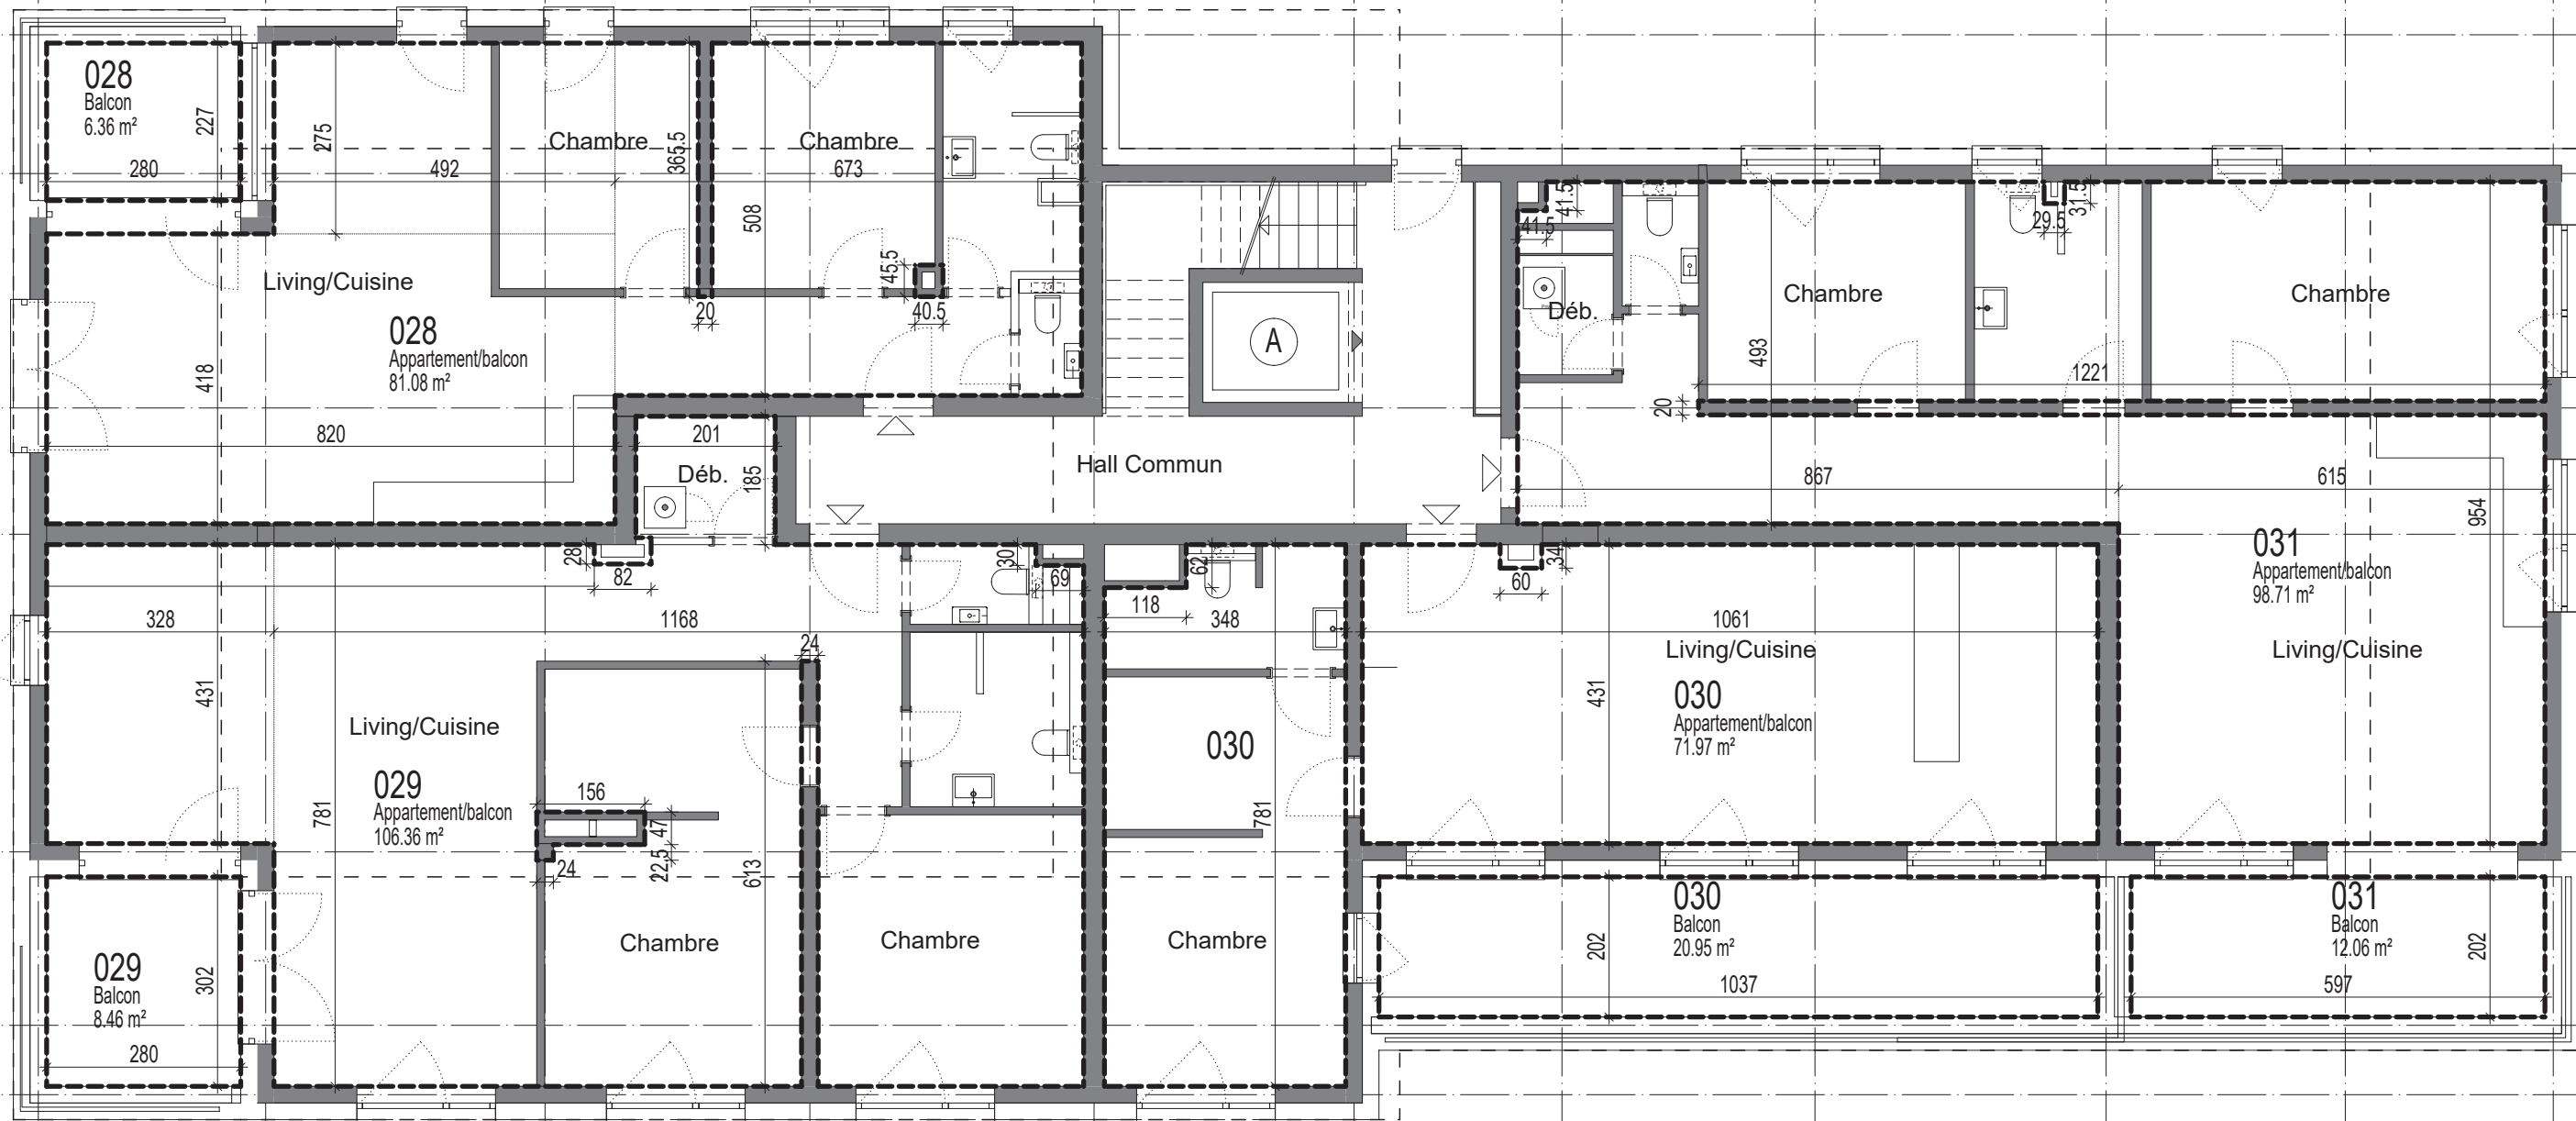 028
Balcon
6.36 m²
227
280
275
492
Chambre
365.5
Chambre
673
508
45.5
40.5
20
Living/Cuisine
028
Appartement/balcon
81.08 m²
418
820
201
Déb.
185
Hall Commun
A
41.5
41.5
Déb.
Chambre
493
29.5
31.5
Chambre
1221
20
867
615
954
031
Appartement/balcon
98.71 m²
Living/Cuisine
28
82
328
1168
24
30
69
62
118
348
34
60
1061
Living/Cuisine
030
Appartement/balcon
71.97 m²
431
431
Living/Cuisine
029
Appartement/balcon
106.36 m²
781
156
47
22.5
24
613
030
781
Chambre
Chambre
Chambre
029
Balcon
8.46 m²
302
280
030
Balcon
20.95 m²
202
1037
031
Balcon
12.06 m²
202
597